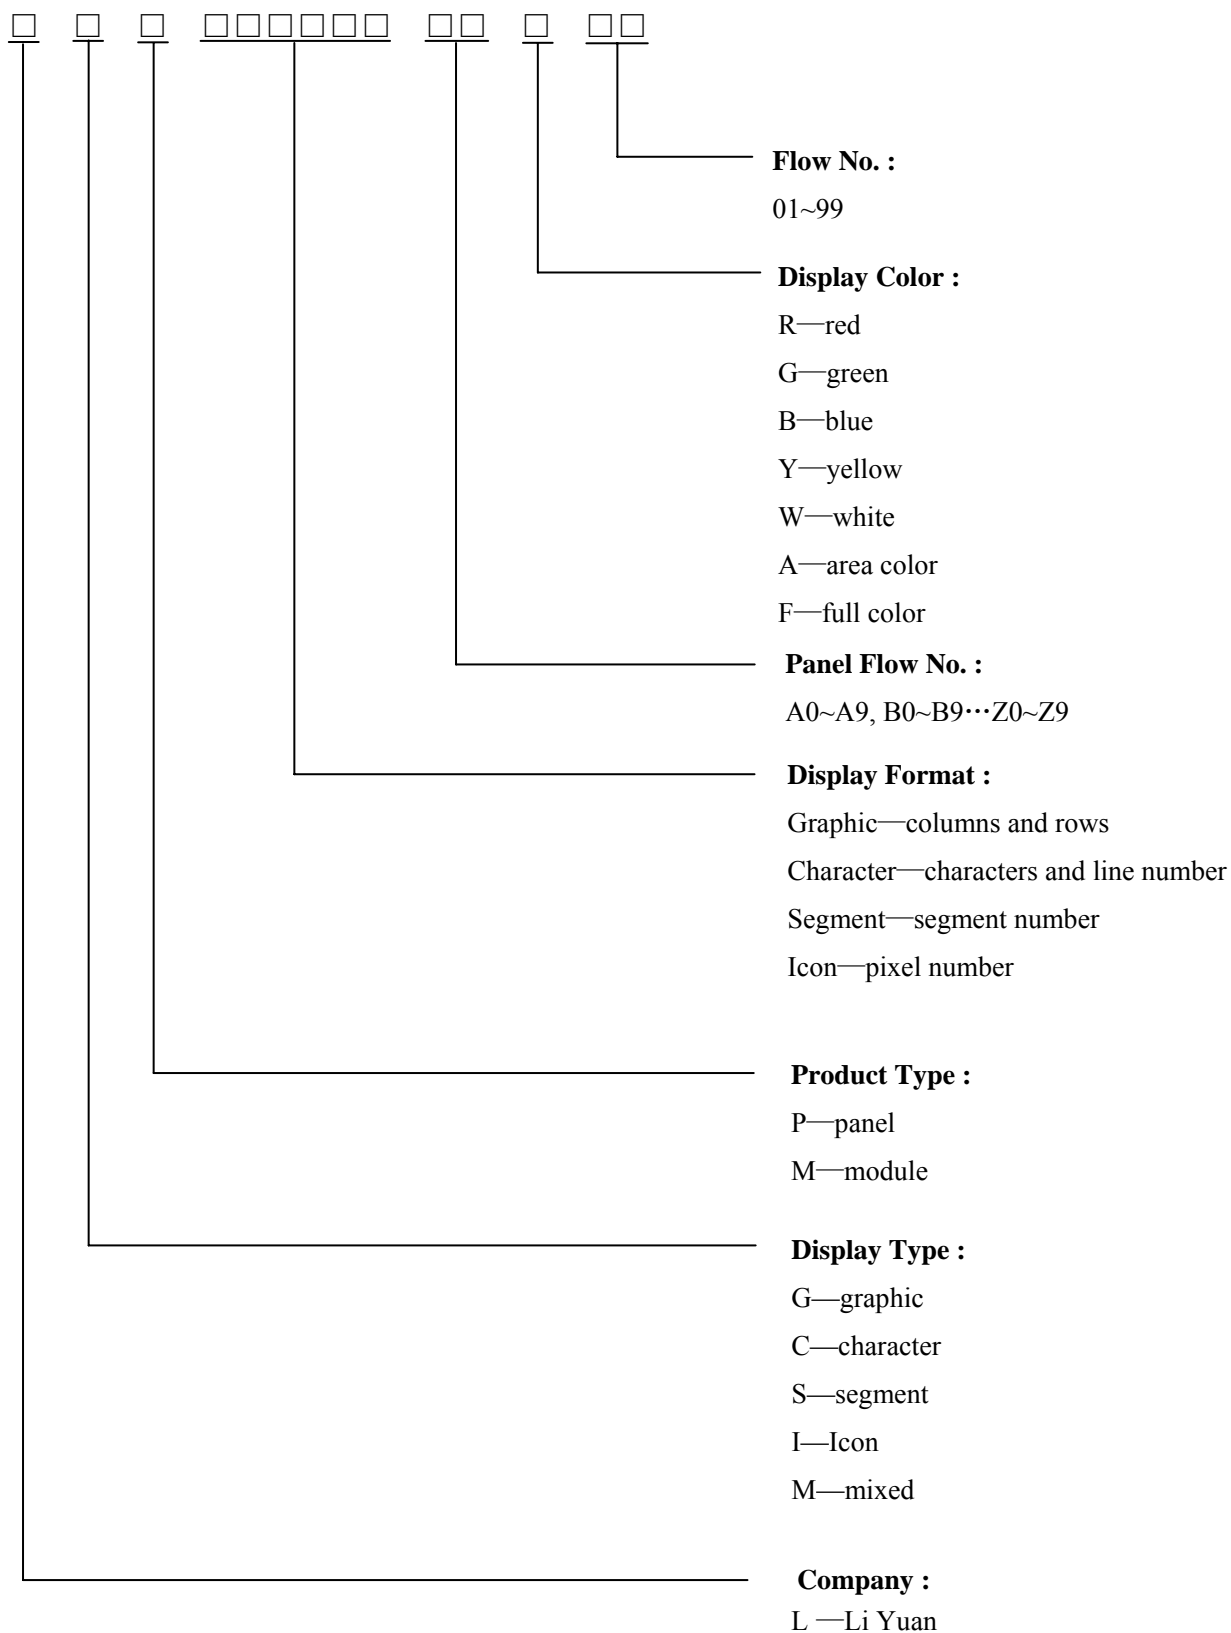 □ □ □ □□□□□□ □□ □ □□
Flow No. :
01~99
Display Color :
R—red
G—green
B—blue
Y—yellow
W—white
A—area color
F—full color
Panel Flow No. :
A0~A9, B0~B9⋯Z0~Z9
Display Format :
Graphic—columns and rows
Character—characters and line number
Segment—segment number
Icon—pixel number
Product Type :
P—panel
M—module
Display Type :
G—graphic
C—character
S—segment
I—Icon
M—mixed
Company :
L —Li Yuan